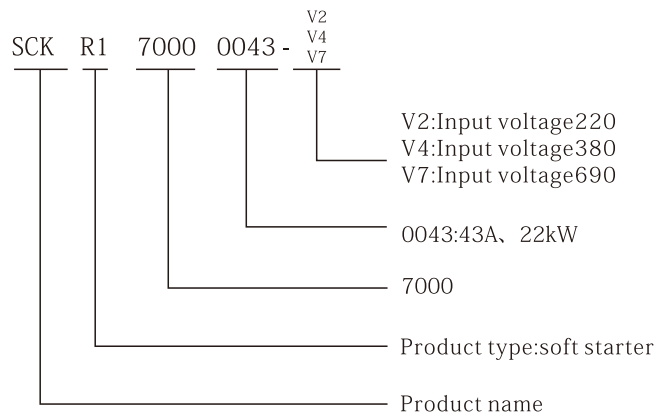 V2
V4
SCK R1 7000 0043 -
V7
V2:Input voltage220
V4:Input voltage380
V7:Input voltage690
0043:43A、22kW
7000
Product type:soft starter
Product name